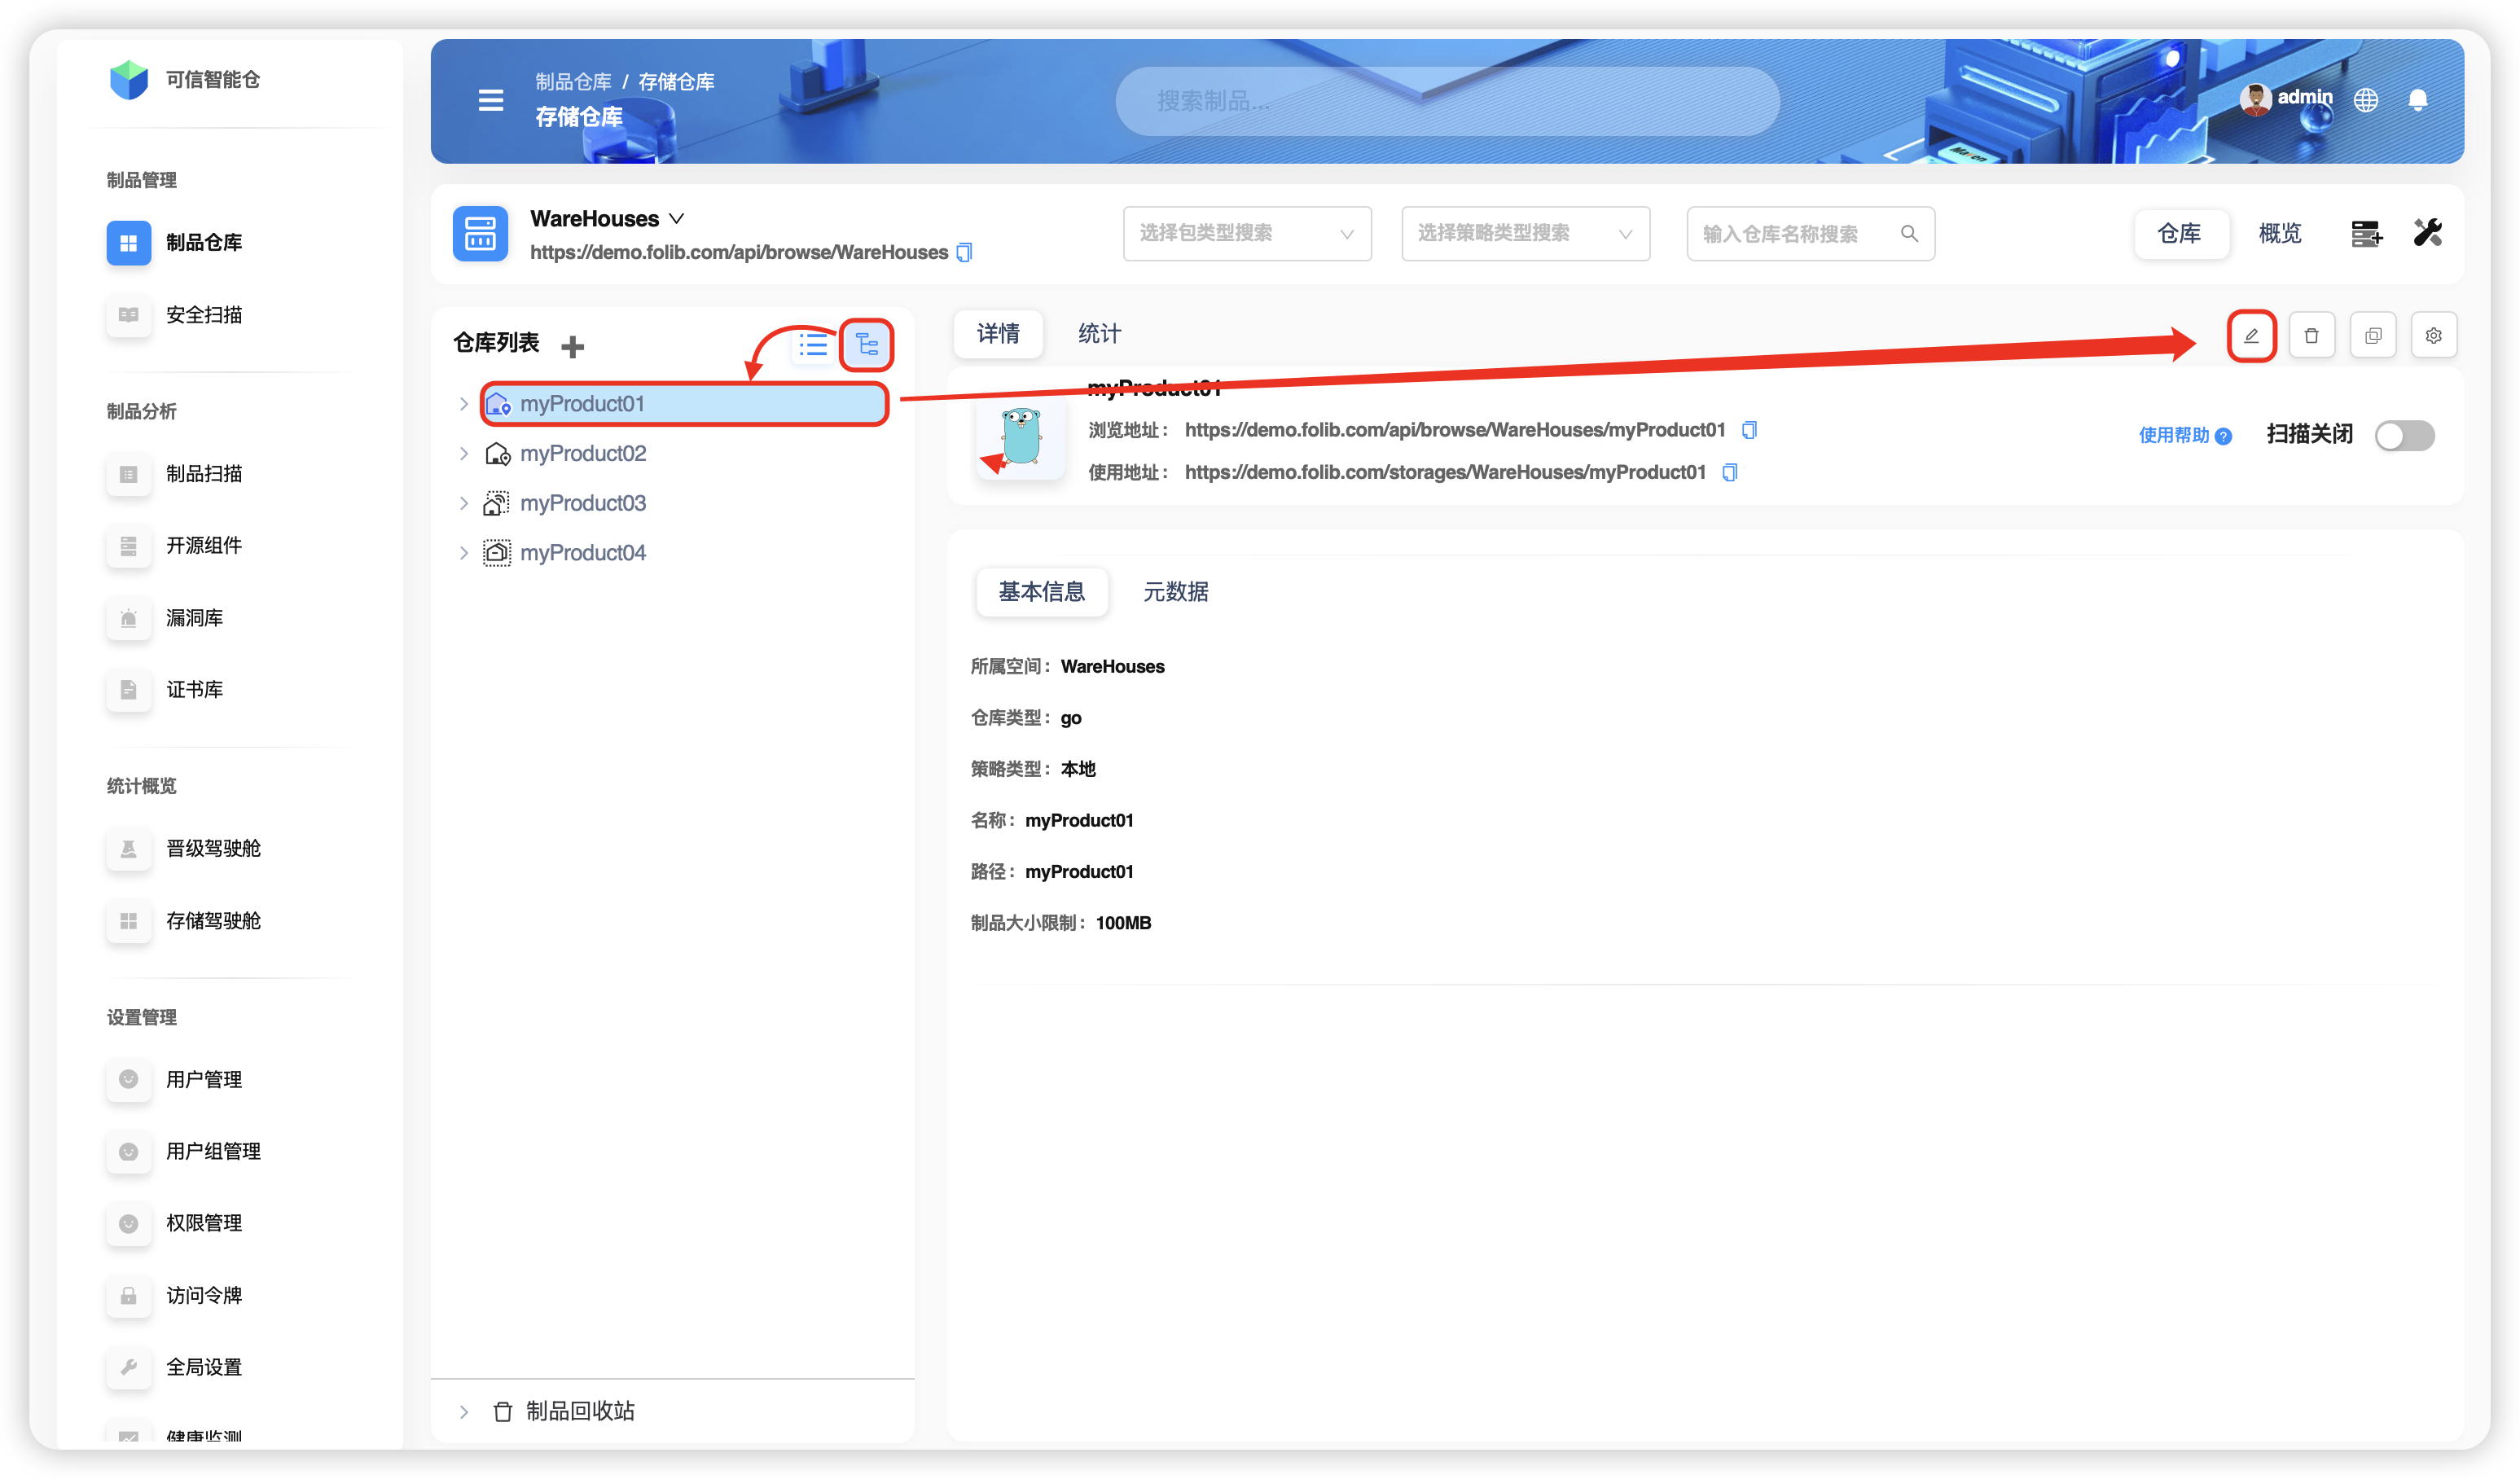 可信智能仓
制品管理
制品仓库
安全扫描
制品分析
制品扫描
开源组件
漏洞库
证书库
统计概览
晋级驾驶舱
存储驾驶舱
设置管理
用户管理
用户组管理
权限管理
访问令牌
全局设置
健康监测
制品仓库 / 存储仓库
存储仓库
搜索制品...
Maven
admin
WareHouses
https://demo.folib.com/api/browse/WareHouses
选择包类型搜索
选择策略类型搜索
输入仓库名称搜索
仓库
概览
仓库列表
myProduct01
myProduct02
myProduct03
myProduct04
制品回收站
详情
统计
myProduct01
浏览地址： https://demo.folib.com/api/browse/WareHouses/myProduct01
使用地址： https://demo.folib.com/storages/WareHouses/myProduct01
使用帮助
扫描关闭
基本信息
元数据
所属空间： WareHouses
仓库类型： go
策略类型： 本地
名称： myProduct01
路径： myProduct01
制品大小限制： 100MB